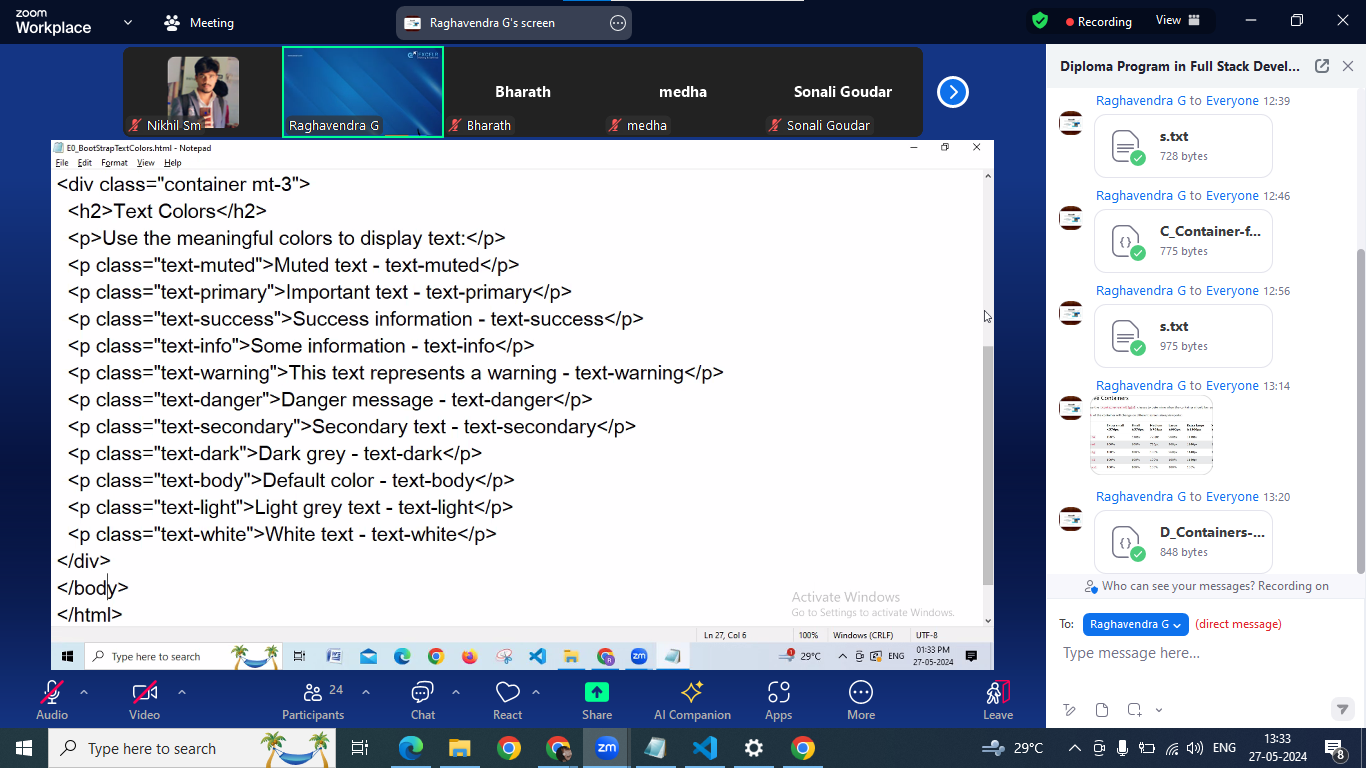 zoom
Workplace
Meeting
Raghavendra G's screen
Recording
View
Nikhil Sm
Raghavendra G
Bharath
Bharath
medha
medha
Sonali Goudar
Sonali Goudar
E0_BootStrapTextColors.html - Notepad
File Edit Format View Help
<div class="container mt-3">
<h2>Text Colors</h2>
<p>Use the meaningful colors to display text:</p>
<p class="text-muted">Muted text - text-muted</p>
<p class="text-primary">Important text - text-primary</p>
<p class="text-success">Success information - text-success</p>
<p class="text-info">Some information - text-info</p>
<p class="text-warning">This text represents a warning - text-warning</p>
<p class="text-danger">Danger message - text-danger</p>
<p class="text-secondary">Secondary text - text-secondary</p>
<p class="text-dark">Dark grey - text-dark</p>
<p class="text-body">Default color - text-body</p>
<p class="text-light">Light grey text - text-light</p>
<p class="text-white">White text - text-white</p>
</div>
</body>
</html>
Activate Windows
Go to Settings to activate Windows.
Ln 27, Col 6 100% Windows (CRLF) UTF-8
Type here to search
29°C
ENG
01:33 PM
27-05-2024
Diploma Program in Full Stack Devel...
Raghavendra G to Everyone 12:39
s.txt
728 bytes
Raghavendra G to Everyone 12:46
C_Container-f...
775 bytes
Raghavendra G to Everyone 12:56
s.txt
975 bytes
Raghavendra G to Everyone 13:14
Raghavendra G to Everyone 13:20
D_Containers-...
848 bytes
Who can see your messages? Recording on
To: Raghavendra G (direct message)
Type message here...
Audio
Video
24
Participants
Chat
React
Share
AI Companion
Apps
More
Leave
Type here to search
zm
29°C
ENG
13:33
27-05-2024
8